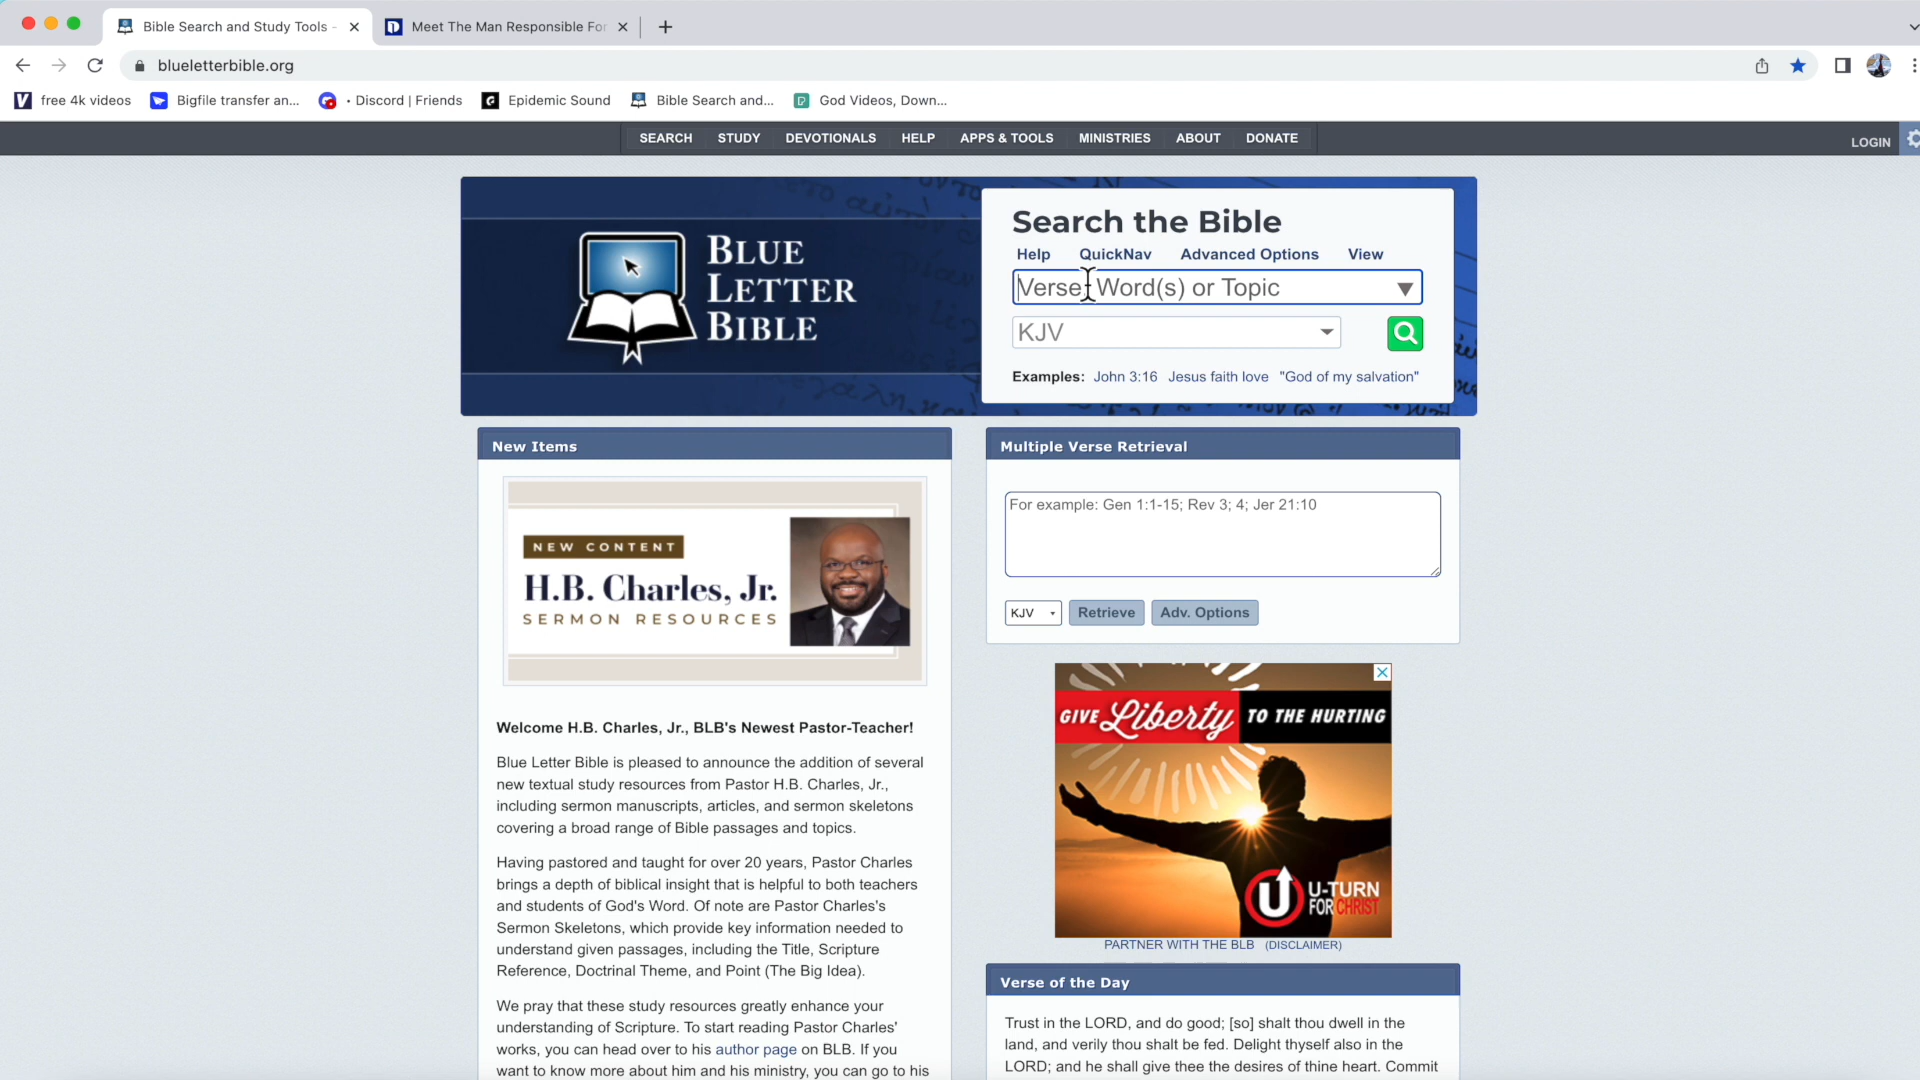 Bible Search and Study Tools -
Meet The Man Responsible For
blueletterbible.org
free 4k videos
Bigfile transfer an...
• Discord | Friends
Epidemic Sound
Bible Search and...
God Videos, Down...
SEARCH STUDY DEVOTIONALS HELP APPS & TOOLS MINISTRIES ABOUT DONATE
LOGIN
BLUE
LETTER
BIBLE
Search the Bible
Help QuickNav Advanced Options View
Verse, Word(s) or Topic
KJV
Examples: John 3:16 Jesus faith love "God of my salvation"
New Items
NEW CONTENT
H.B. Charles, Jr.
SERMON RESOURCES
Welcome H.B. Charles, Jr., BLB's Newest Pastor-Teacher!
Blue Letter Bible is pleased to announce the addition of several
new textual study resources from Pastor H.B. Charles, Jr.,
including sermon manuscripts, articles, and sermon skeletons
covering a broad range of Bible passages and topics.
Having pastored and taught for over 20 years, Pastor Charles
brings a depth of biblical insight that is helpful to both teachers
and students of God's Word. Of note are Pastor Charles's
Sermon Skeletons, which provide key information needed to
understand given passages, including the Title, Scripture
Reference, Doctrinal Theme, and Point (The Big Idea).
We pray that these study resources greatly enhance your
understanding of Scripture. To start reading Pastor Charles'
works, you can head over to his author page on BLB. If you
want to know more about him and his ministry, you can go to his
Multiple Verse Retrieval
For example: Gen 1:1-15; Rev 3; 4; Jer 21:10
KJV Retrieve Adv. Options
GIVE Liberty TO THE HURTING
U-TURN
FOR CHRIST
PARTNER WITH THE BLB (DISCLAIMER)
Verse of the Day
Trust in the LORD, and do good; [so] shalt thou dwell in the
land, and verily thou shalt be fed. Delight thyself also in the
LORD; and he shall give thee the desires of thine heart. Commit